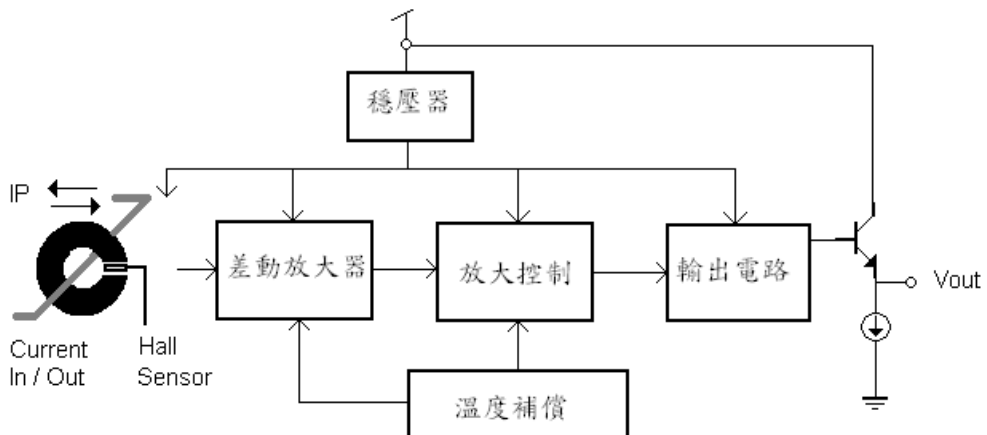 穩壓器
IP
差動放大器
放大控制
輸出電路
Vout
Current
In / Out
Hall
Sensor
溫度補償